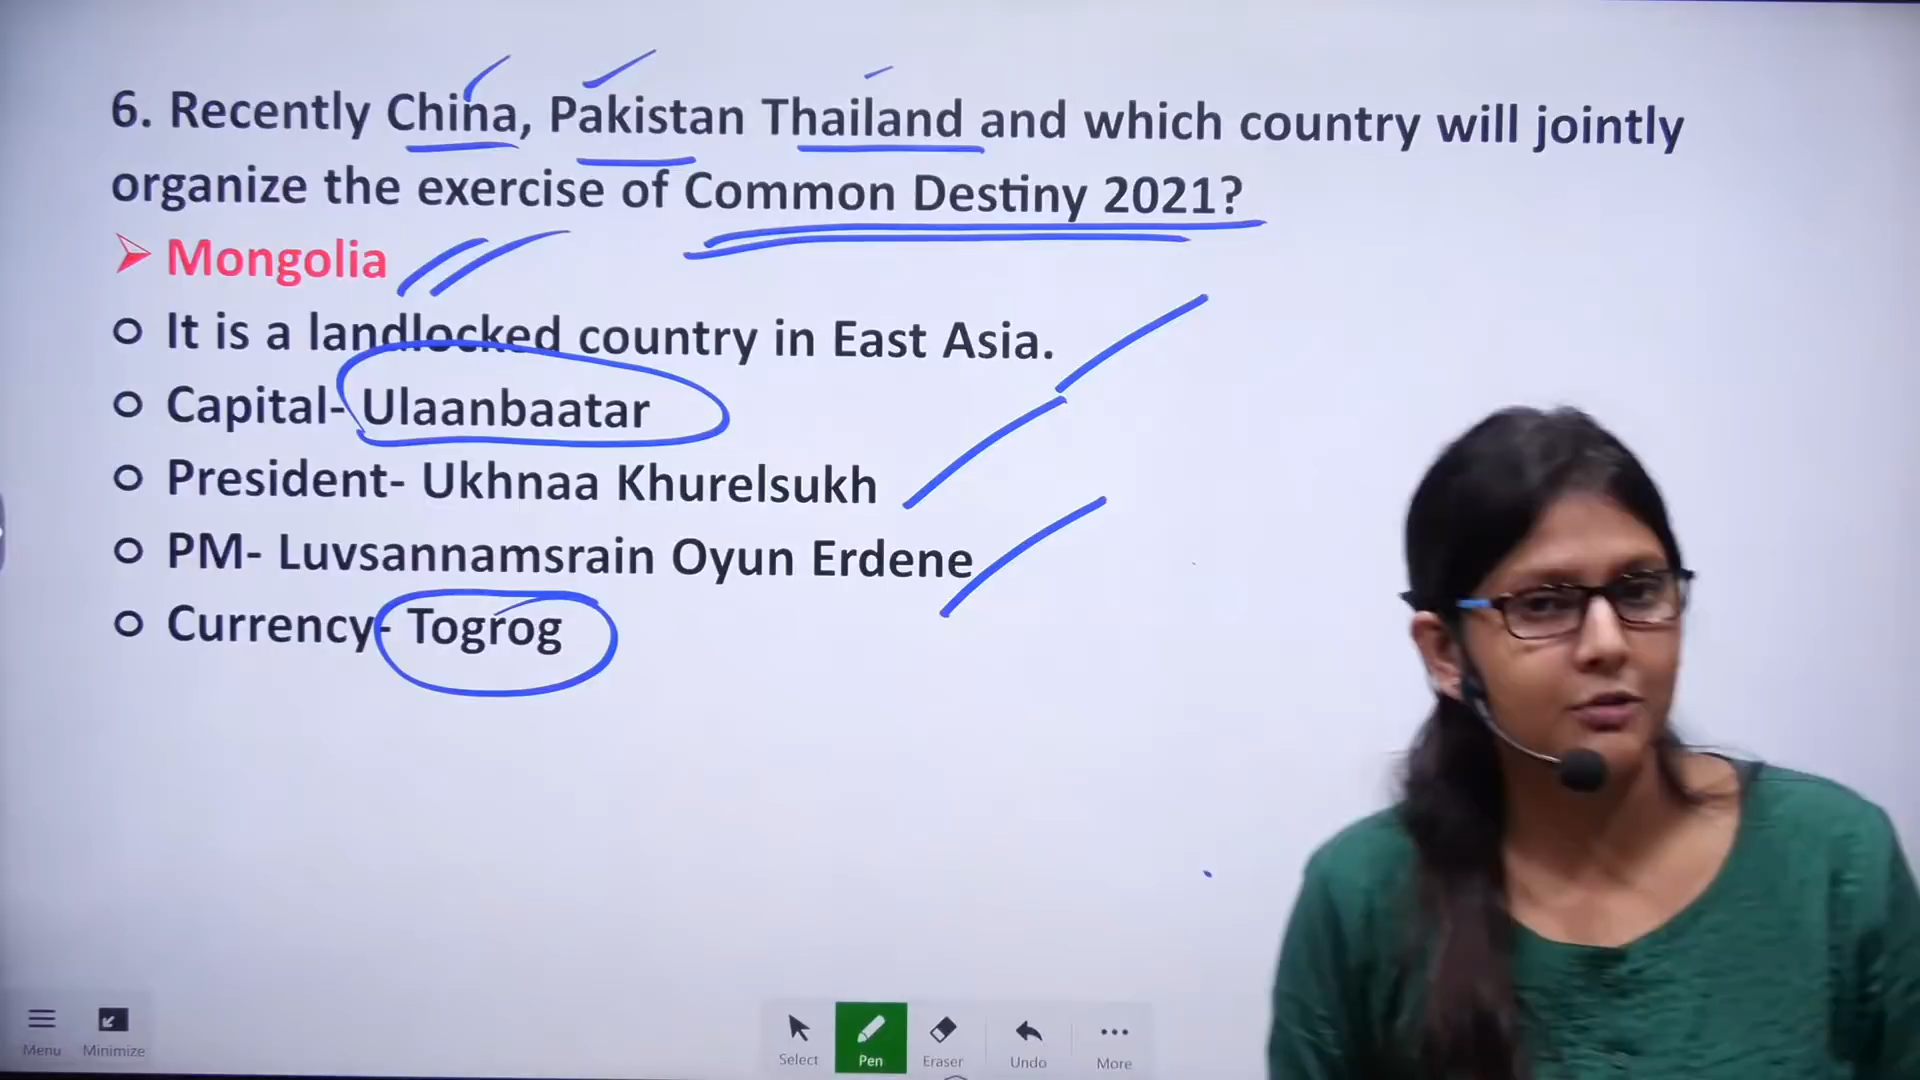 6. Recently China, Pakistan Thailand and which country will jointly
organize the exercise of Common Destiny 2021?
Mongolia
It is a landlocked country in East Asia.
Capital- Ulaanbaatar
President- Ukhnaa Khurelsukh
PM- Luvsannamsrain Oyun Erdene
Currency- Togrog
Menu
Minimize
Select
Pen
Eraser
Undo
More